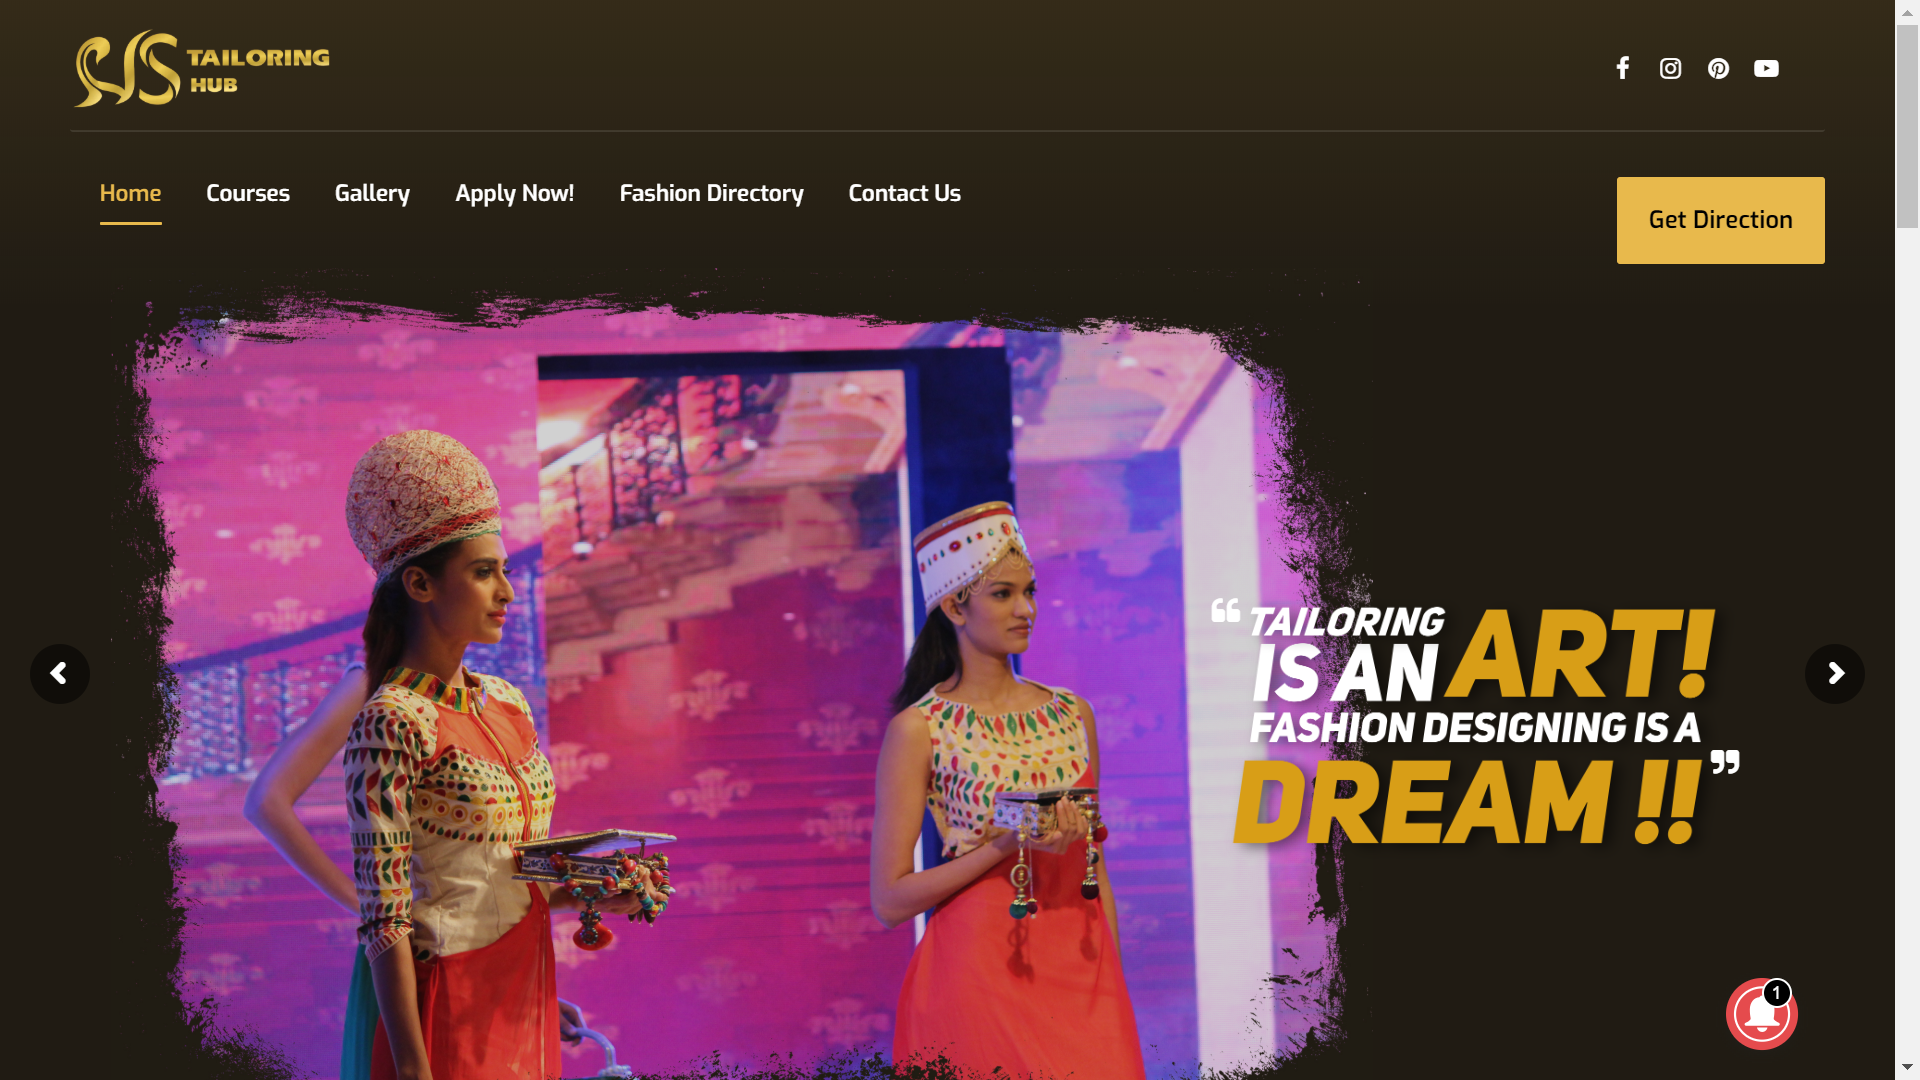 TAILORING
HUB
Home Courses Gallery Apply Now! Fashion Directory Contact Us
Get Direction
“ TAILORING
IS AN ART!
FASHION DESIGNING IS A
DREAM !! ”
1